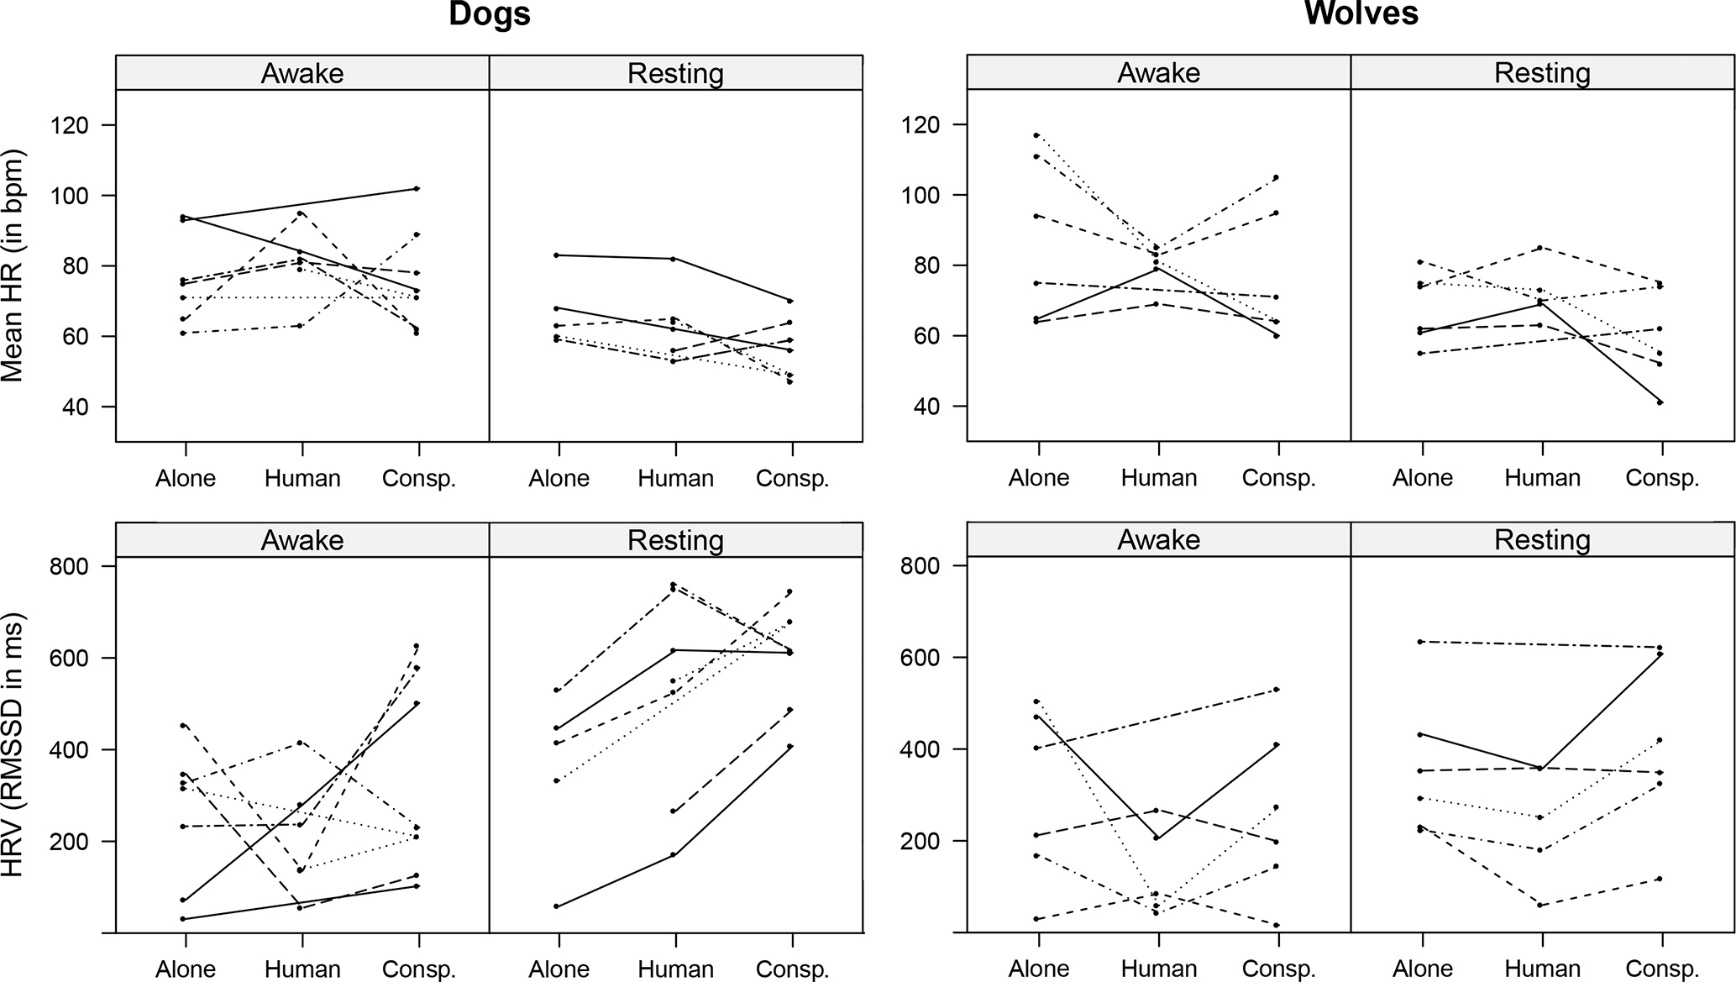 Dogs
Wolves
Awake
Resting
Awake
Resting
Mean HR (in bpm)
120
100
80
60
40
120
100
80
60
40
Alone Human Consp. Alone Human Consp.
Alone Human Consp. Alone Human Consp.
Awake
Resting
Awake
Resting
HRV (RMSSD in ms)
800
600
400
200
800
600
400
200
Alone Human Consp. Alone Human Consp.
Alone Human Consp. Alone Human Consp.